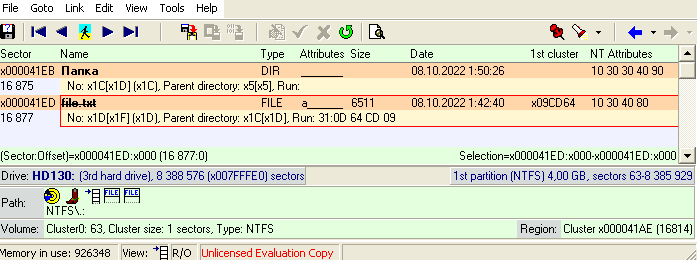 File Goto Link Edit Tools Help
Sector Name Type Attributes Size Date 1st cluster NT Attributes
x000041EB Папка DIR ______ 08.10.2022 1:50:26 10 30 30 40 90
16 875 No: x1C[x1D] (x1C), Parent directory: x5[x5], Run:
x000041ED file.txt FILE a_____ 6511 08.10.2022 1:42:40 x09CD64 10 30 40 80
16 877 No: x1D[x1F] (x1D), Parent directory: x1C[x1D], Run: 31:0D 64 CD 09
(Sector:Offset)=x000041ED:x000 (16 877:0) Selection=x000041ED:x000-x000041ED:x000
Drive: HD130: (3rd hard drive), 8 388 576 (x007FFFE0) sectors 1st partition (NTFS) 4,00 GB, sectors 63-8 385 929
FILE FILE
Path:
NTFS\.:
Volume: Cluster0: 63, Cluster size: 1 sectors, Type: NTFS Region: Cluster x000041AE (16814)
Memory in use: 926348 View: R/O Unlicensed Evaluation Copy